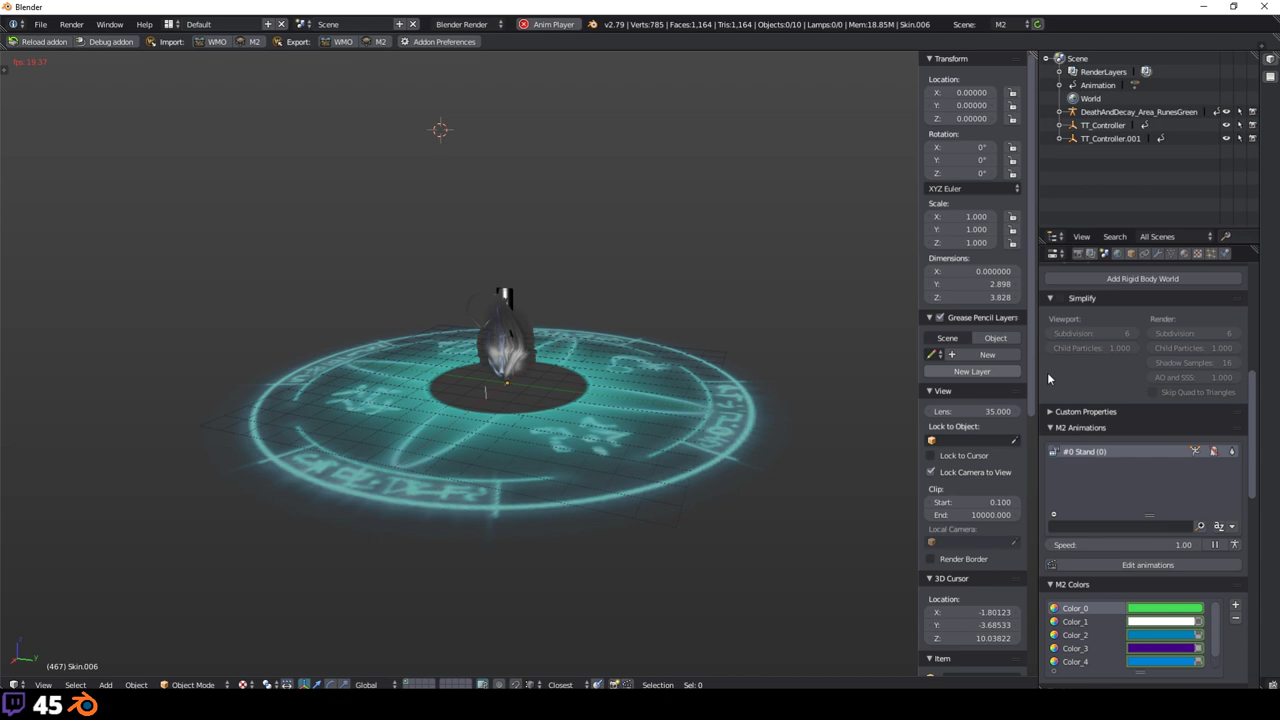 Blender
File Render Window Help Default Scene Blender Render Anim Player v2.79 | Verts:785 | Faces:1,164 | Tris:1,164 | Objects:0/10 | Lamps:0/0 | Mem:18.85M | Skin.006 Scene: M2
Reload addon Debug addon Import: WMO M2 Export: WMO M2 Addon Preferences
fps: 19.37
Transform
Location:
X: 0.00000
Y: 0.00000
Z: 0.00000
Rotation:
X: 0°
Y: 0°
Z: 0°
XYZ Euler
Scale:
X: 1.000
Y: 1.000
Z: 1.000
Dimensions:
X: 0.000000
Y: 2.898
Z: 3.828
Grease Pencil Layers
Scene Object
New
New Layer
View
Lens: 35.000
Lock to Object:
Lock to Cursor
Lock Camera to View
Clip:
Start: 0.100
End: 10000.000
Local Camera:
Render Border
3D Cursor
Location:
X: -1.80123
Y: -3.68533
Z: 10.03822
Item
Scene
RenderLayers
Animation
World
DeathAndDecay_Area_RunesGreen
TT_Controller
TT_Controller.001
View Search All Scenes
Add Rigid Body World
Simplify
Viewport: Render:
Subdivision: 6 Subdivision: 6
Child Particles: 1.000 Child Particles: 1.000
Shadow Samples: 16
AO and SSS: 1.000
Skip Quad to Triangles
Custom Properties
M2 Animations
#0 Stand (0)
Speed: 1.00
Edit animations
M2 Colors
Color_0
Color_1
Color_2
Color_3
Color_4
(467) Skin.006
View Select Add Object Object Mode Global Closest Selection Sel: 0
45